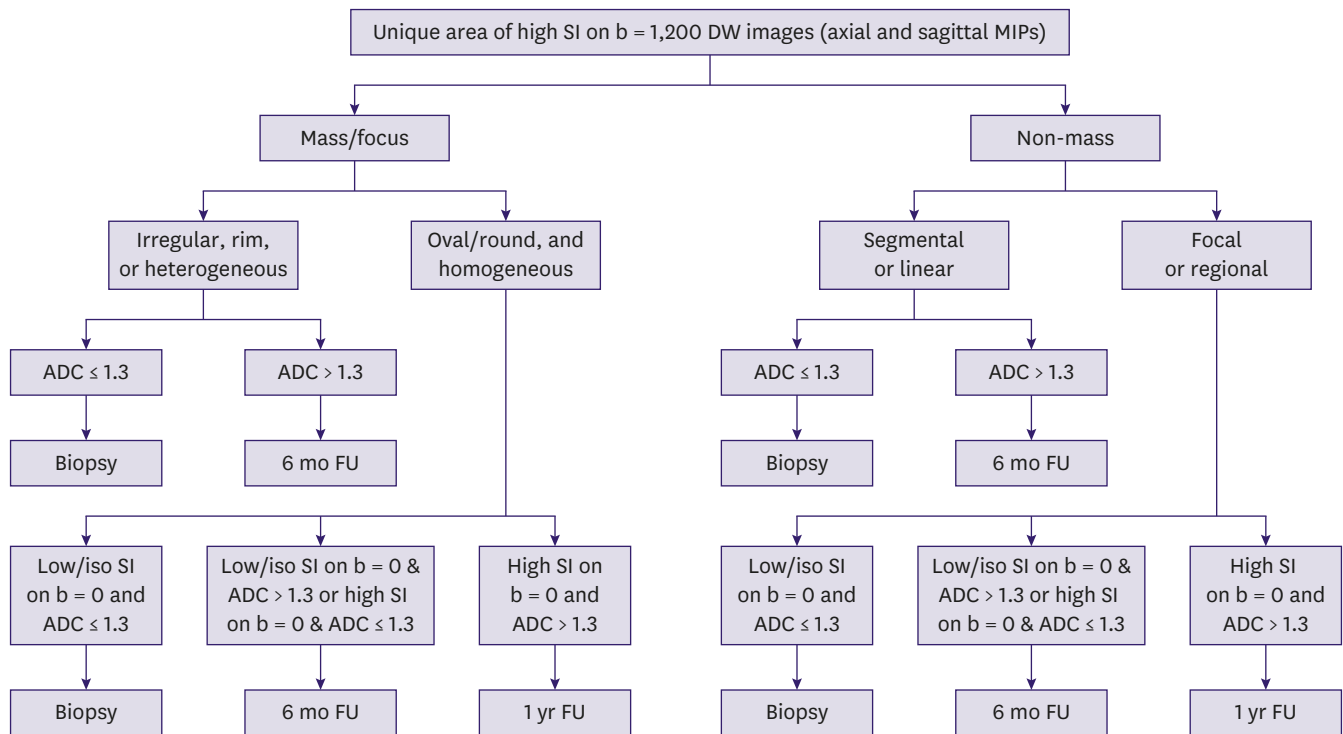 Unique area of high SI on b = 1,200 DW images (axial and sagittal MIPs)
Mass/focus
Non-mass
Irregular, rim,
or heterogeneous
Oval/round, and
homogeneous
Segmental
or linear
Focal
or regional
ADC ≤ 1.3
ADC > 1.3
ADC ≤ 1.3
ADC > 1.3
Biopsy
6 mo FU
Biopsy
6 mo FU
Low/iso SI
on b = 0 and
ADC ≤ 1.3
Low/iso SI on b = 0 &
ADC > 1.3 or high SI
on b = 0 & ADC ≤ 1.3
High SI on
b = 0 and
ADC > 1.3
Low/iso SI
on b = 0 and
ADC ≤ 1.3
Low/iso SI on b = 0 &
ADC > 1.3 or high SI
on b = 0 & ADC ≤ 1.3
High SI
on b = 0 and
ADC > 1.3
Biopsy
6 mo FU
1 yr FU
Biopsy
6 mo FU
1 yr FU